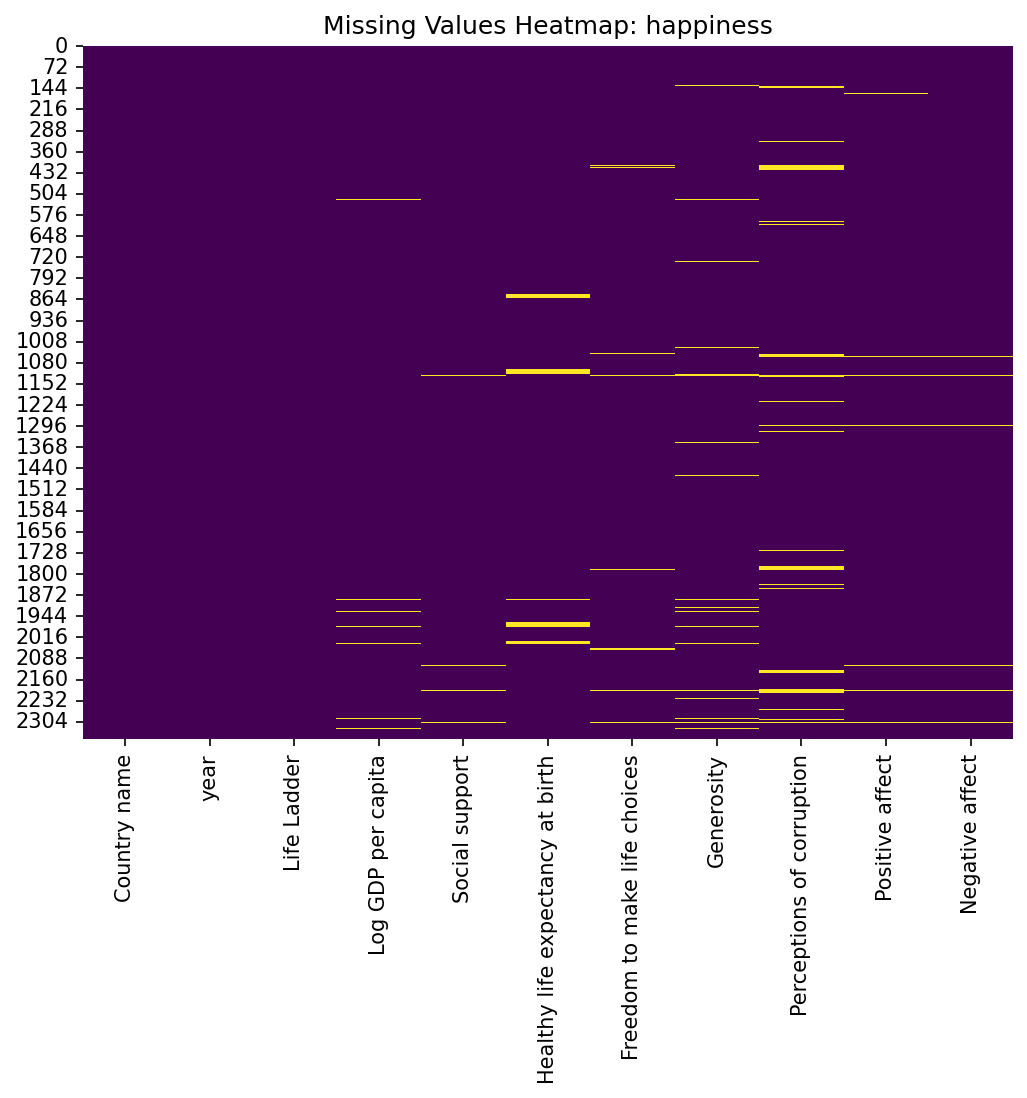 Missing Values Heatmap: happiness
0
72
144
216
288
360
432
504
576
648
720
792
864
936
1008
1080
1152
1224
1296
1368
1440
1512
1584
1656
1728
1800
1872
1944
2016
2088
2160
2232
2304
Country name
year
Life Ladder
Log GDP per capita
Social support
Healthy life expectancy at birth
Freedom to make life choices
Generosity
Perceptions of corruption
Positive affect
Negative affect